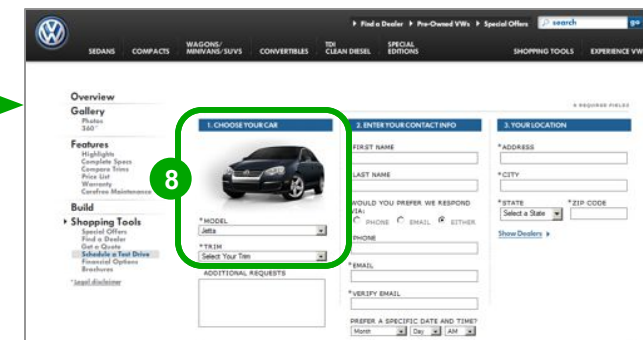 Find a Dealer Pre-Owned VWs Special Offers search go
SEDANS COMPACTS WAGONS/ MINIVANS/SUVS CONVERTIBLES TDI CLEAN DIESEL SPECIAL EDITIONS SHOPPING TOOLS EXPERIENCE VW
Overview
Gallery
Photos
360°
Features
Highlights
Complete Specs
Compare Trims
Price List
Warranty
Carefree Maintenance
Build
Shopping Tools
Special Offers
Find a Dealer
Get a Quote
Schedule a Test Drive
Financial Options
Brochures
*Legal disclaimer
8
1. CHOOSE YOUR CAR
*MODEL
Jetta
*TRIM
Select Your Trim
ADDITIONAL REQUESTS
2. ENTER YOUR CONTACT INFO
FIRST NAME
LAST NAME
WOULD YOU PREFER WE RESPOND
VIA:
PHONE EMAIL EITHER
PHONE
*EMAIL
*VERIFY EMAIL
PREFER A SPECIFIC DATE AND TIME?
Month Day AM
* REQUIRED FIELDS
3. YOUR LOCATION
*ADDRESS
*CITY
*STATE *ZIP CODE
Select a State
Show Dealers